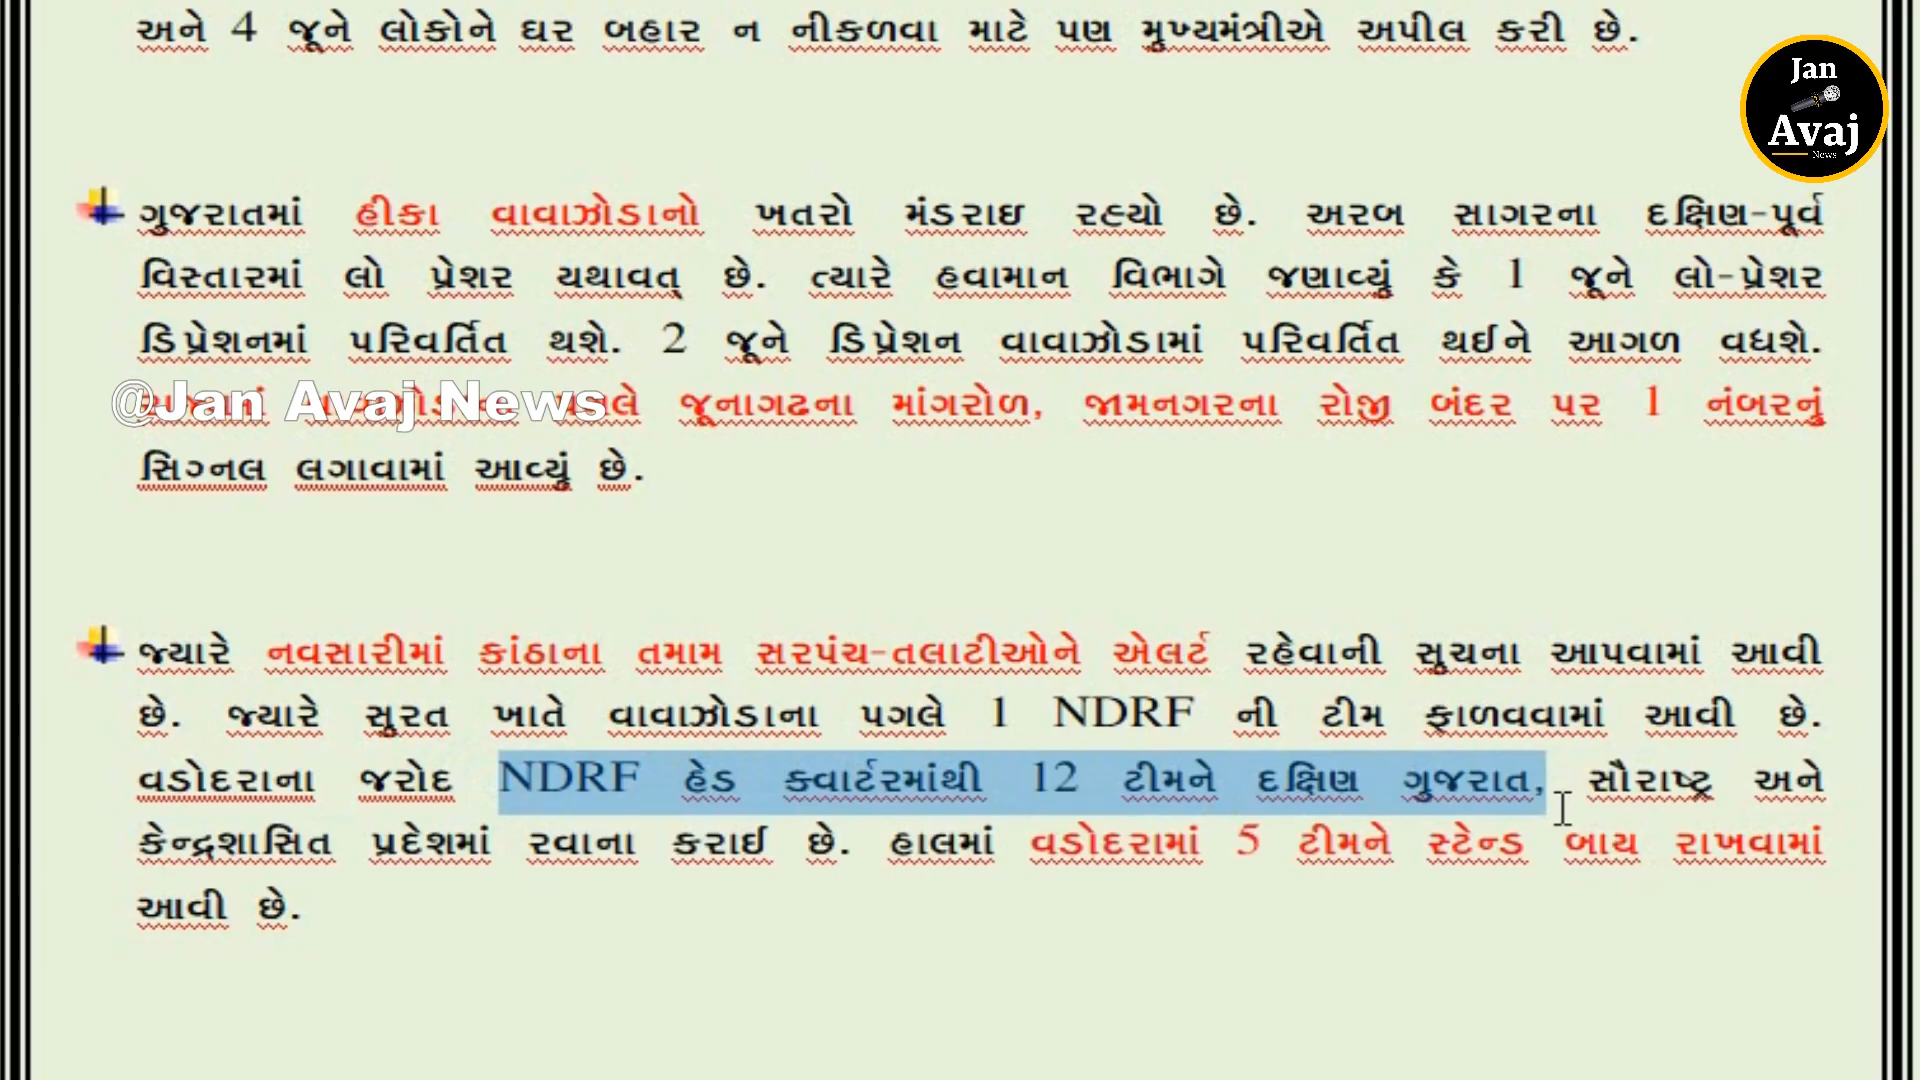 અને 4 જૂને લોકોને ઘર બહાર ન નીકળવા માટે પણ મુખ્યમંત્રીએ અપીલ કરી છે.
Jan
Avaj
News
ગુજરાતમાં હીકા વાવાઝોડાનો ખતરો મંડરાઇ રહ્યો છે. અરબ સાગરના દક્ષિણ-પૂર્વ
વિસ્તારમાં લો પ્રેશર યથાવત્ છે. ત્યારે હવામાન વિભાગે જણાવ્યું કે 1 જૂને લો-પ્રેશર
ડિપ્રેશનમાં પરિવર્તિત થશે. 2 જૂને ડિપ્રેશન વાવાઝોડામાં પરિવર્તિત થઈને આગળ વધશે.
@Jan Avaj News
જૂનાગઢના માંગરોળ, જામનગરના રોજી બંદર પર 1 નંબરનું
સિગ્નલ લગાવામાં આવ્યું છે.
જ્યારે નવસારીમાં કાંઠાના તમામ સરપંચ-તલાટીઓને એલર્ટ રહેવાની સુચના આપવામાં આવી
છે. જ્યારે સુરત ખાતે વાવાઝોડાના પગલે 1 NDRF ની ટીમ ફાળવવામાં આવી છે.
વડોદરાના જરોદ NDRF હેડ ક્વાર્ટરમાંથી 12 ટીમને દક્ષિણ ગુજરાત, સૌરાષ્ટ્ર અને
કેન્દ્રશાસિત પ્રદેશમાં રવાના કરાઈ છે. હાલમાં વડોદરામાં 5 ટીમને સ્ટેન્ડ બાય રાખવામાં
આવી છે.